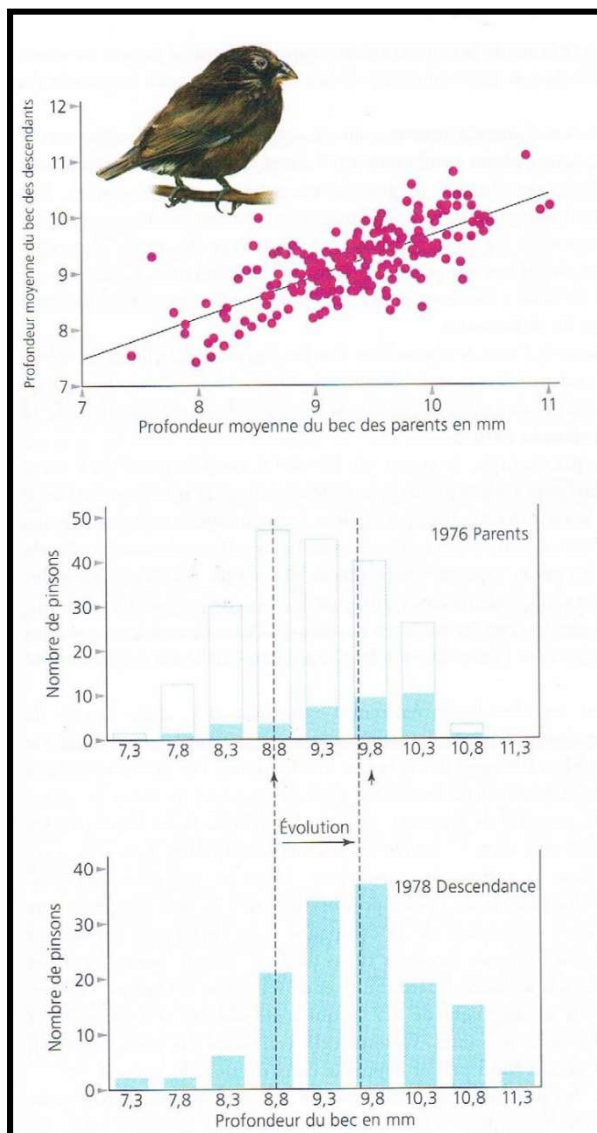 Profondeur moyenne du bec des descendants
12
11
10
9
8
7
7 8 9 10 11
Profondeur moyenne du bec des parents en mm
Nombre de pinsons
50
40
30
20
10
0
1976 Parents
7,3 7,8 8,3 8,8 9,3 9,8 10,3 10,8 11,3
Évolution
Nombre de pinsons
40
30
20
10
0
1978 Descendance
7,3 7,8 8,3 8,8 9,3 9,8 10,3 10,8 11,3
Profondeur du bec en mm